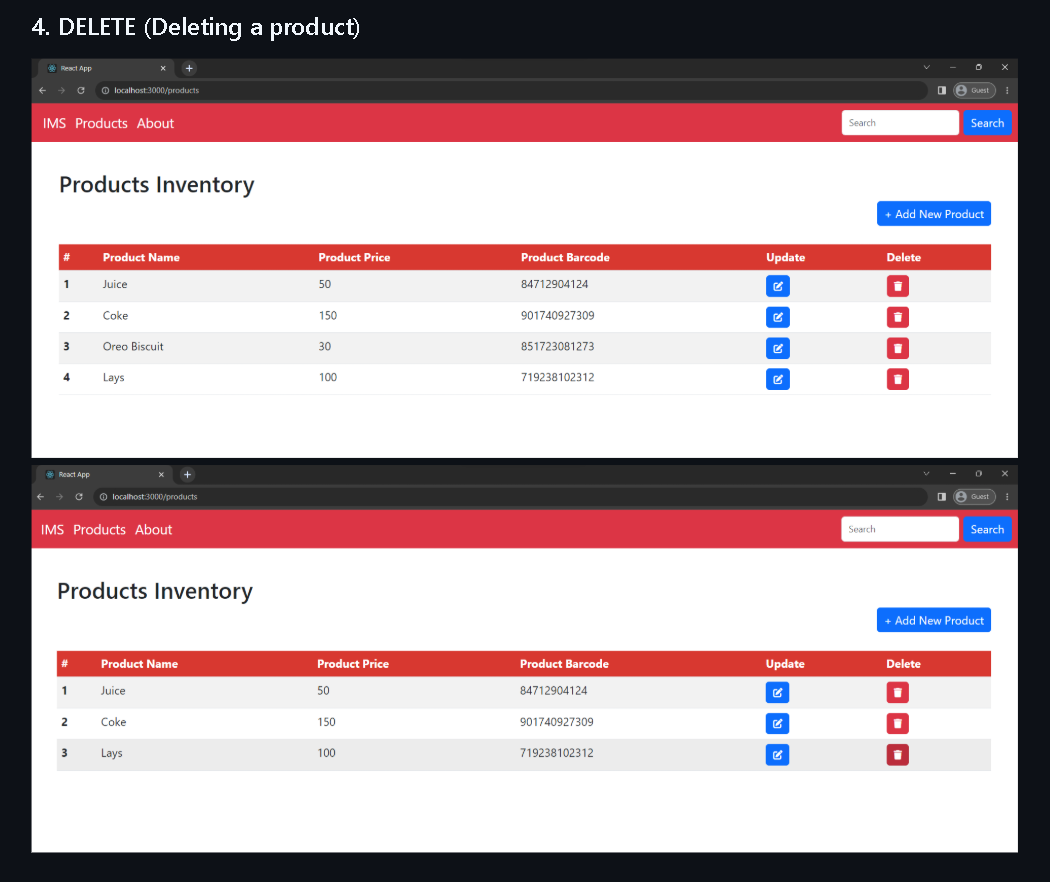 4. DELETE (Deleting a product)
React App
localhost:3000/products
Guest
IMS Products About
Search Search
Products Inventory
+ Add New Product
# Product Name Product Price Product Barcode Update Delete
1 Juice 50 84712904124
2 Coke 150 901740927309
3 Oreo Biscuit 30 851723081273
4 Lays 100 719238102312
React App
localhost:3000/products
Guest
IMS Products About
Search Search
Products Inventory
+ Add New Product
# Product Name Product Price Product Barcode Update Delete
1 Juice 50 84712904124
2 Coke 150 901740927309
3 Lays 100 719238102312